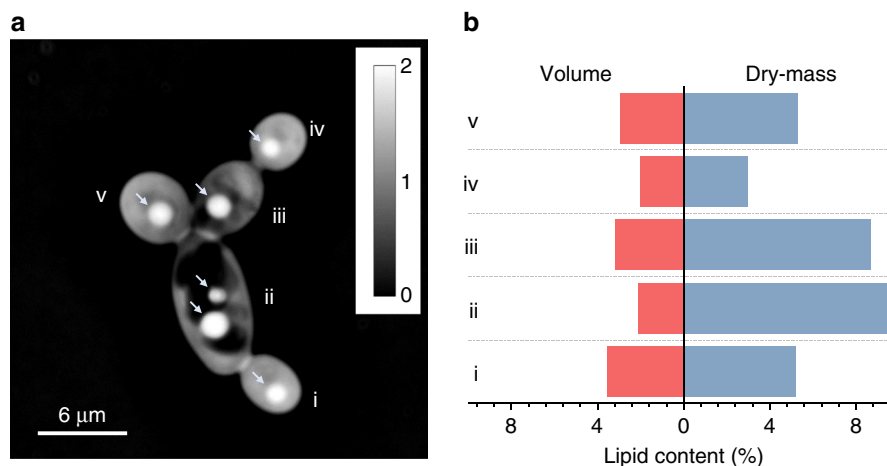 a
2
1
0
iv
v
iii
ii
i
6 µm
b
Volume Dry-mass
v
iv
iii
ii
i
8 4 0 4 8
Lipid content (%)